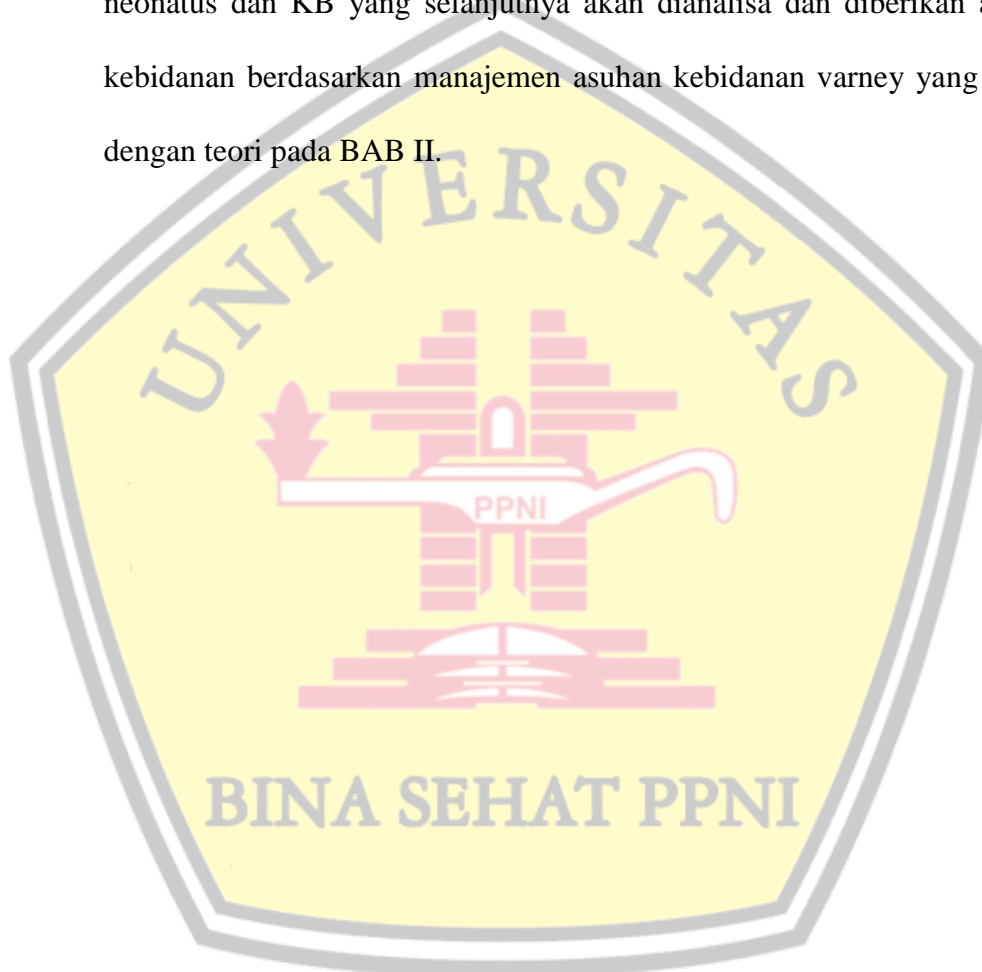 neonatus dan KB yang selanjutnya akan dianalisa dan diberikan
kebidanan berdasarkan manajemen asuhan kebidanan varney yang
dengan teori pada BAB II.
UNIVERSITAS
PPNI
BINA SEHAT PPNI